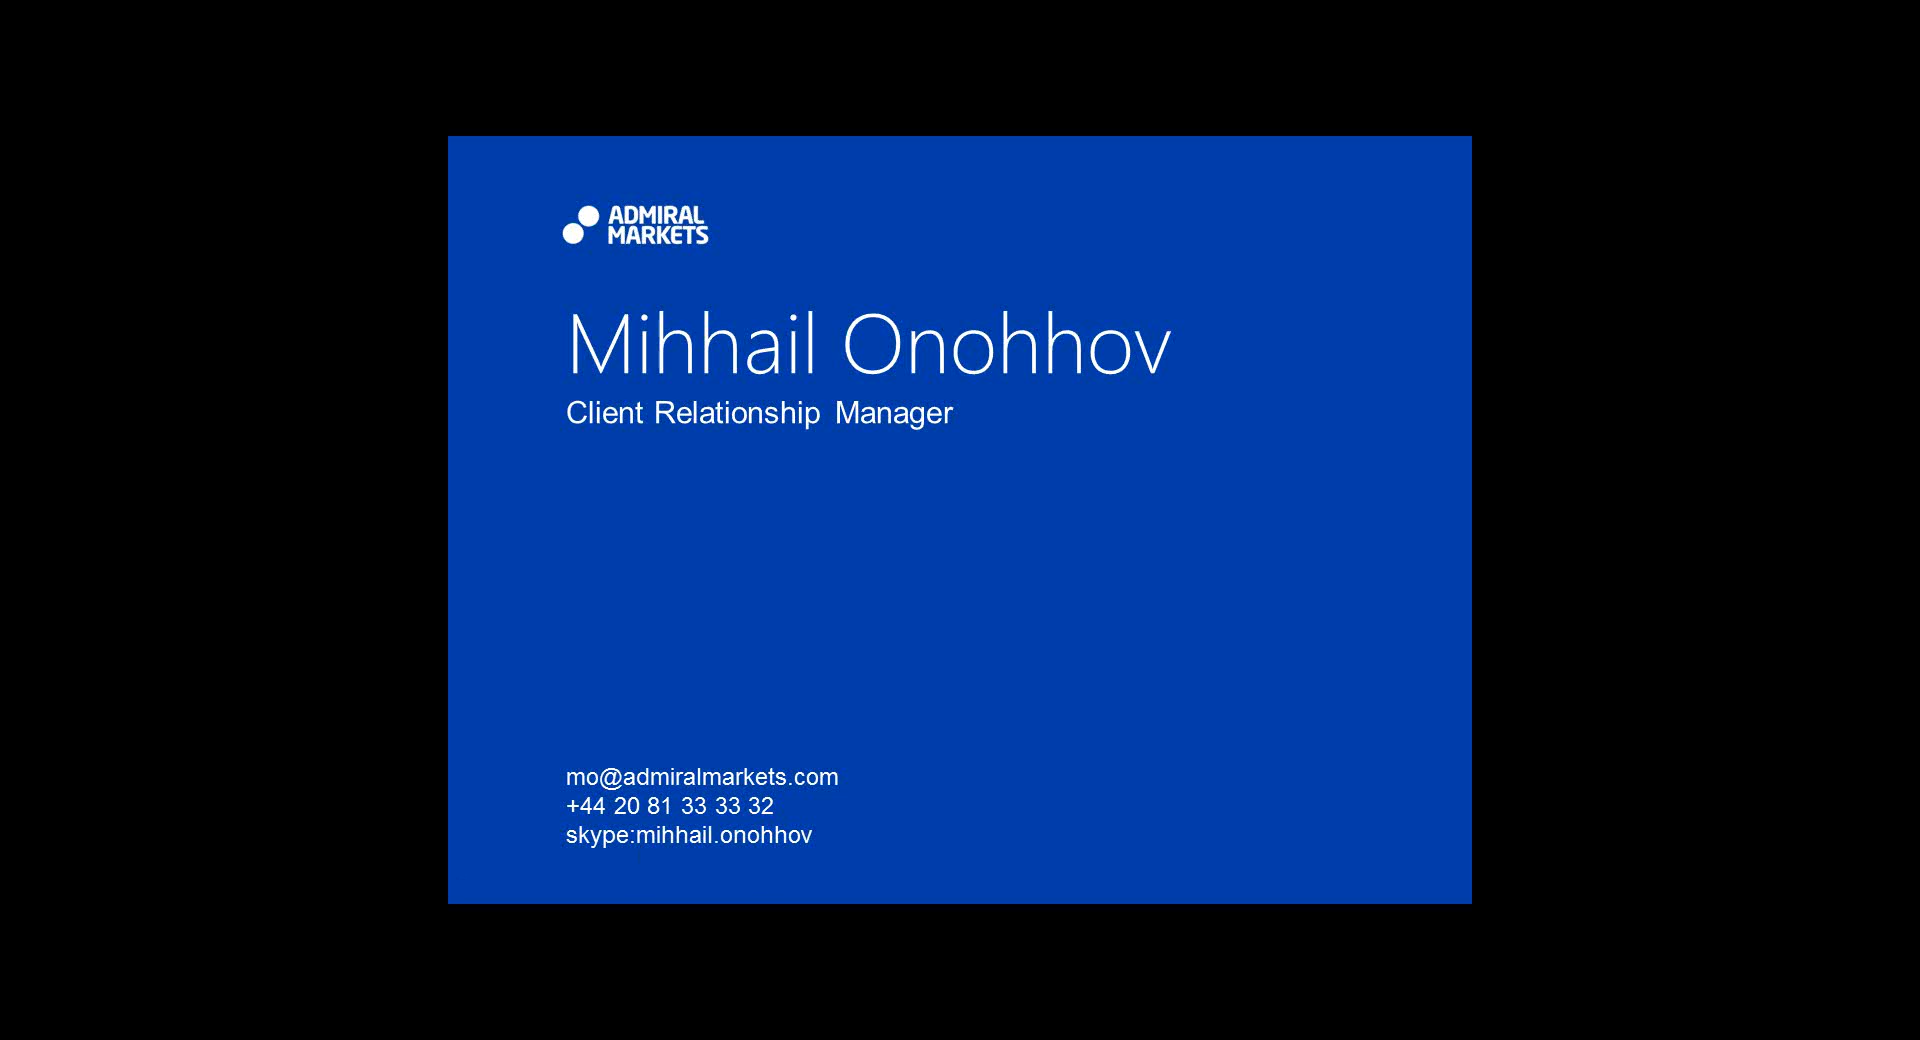 ADMIRAL
MARKETS
Mihhail Onohhov
Client Relationship Manager
mo@admiralmarkets.com
+44 20 81 33 33 32
skype:mihhail.onohhov